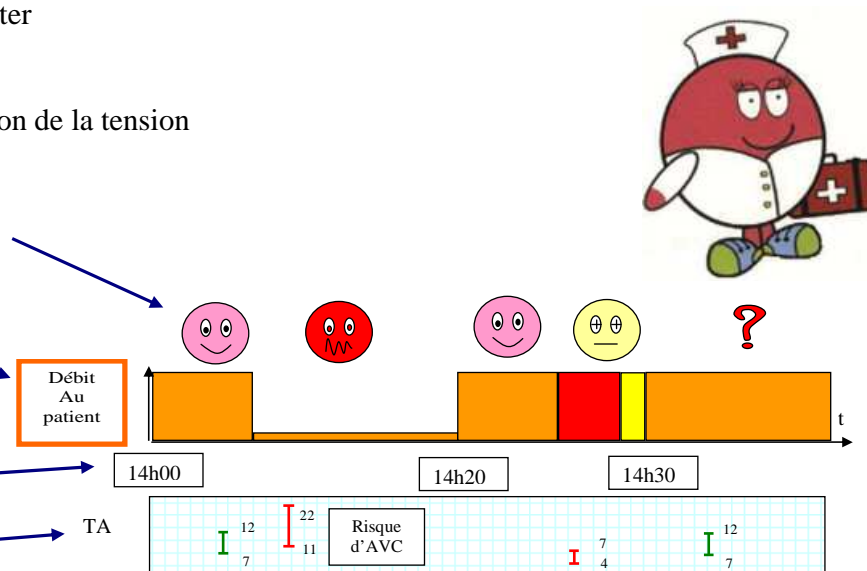 ter
on de la tension
?
Débit
Au
patient
t
14h00
14h20
14h30
TA
12
7
22
11
Risque
d'AVC
7
4
12
7